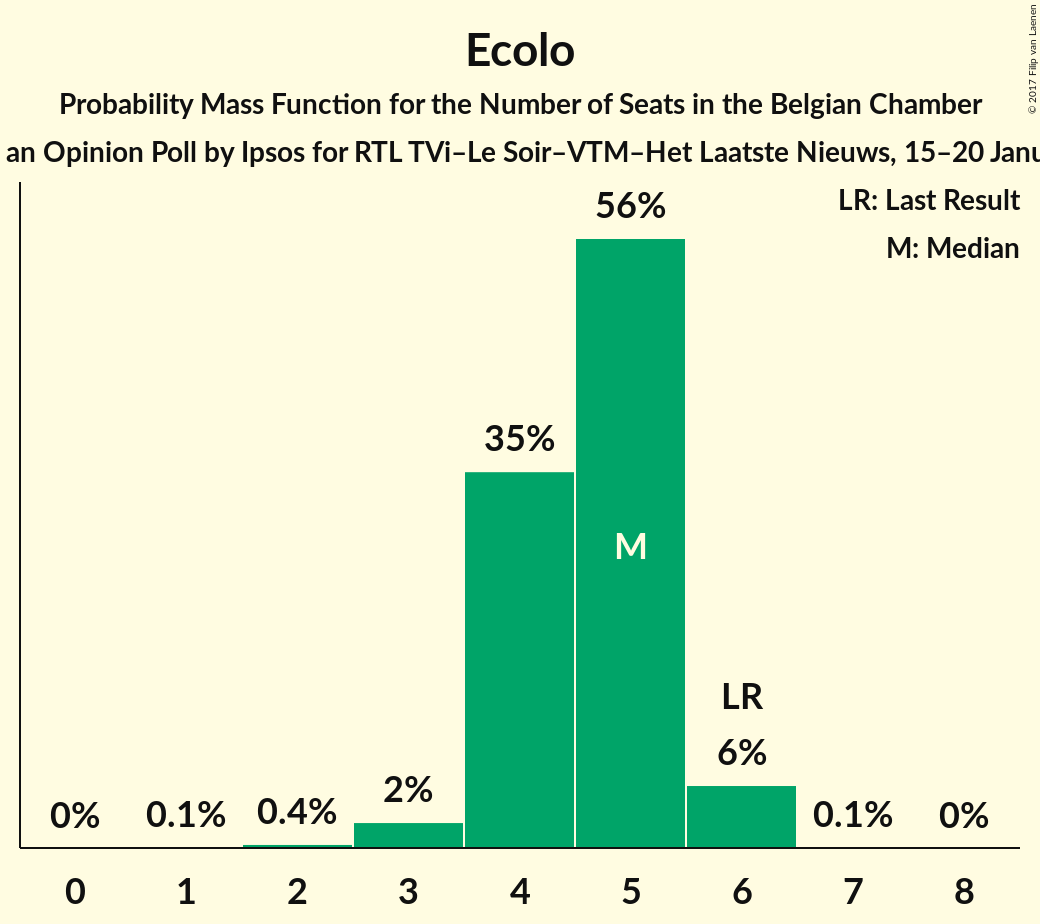 Ecolo
Probability Mass Function for the Number of Seats in the Belgian Chamber
an Opinion Poll by Ipsos for RTL TVi–Le Soir–VTM–Het Laatste Nieuws, 15–20
© 2017 Filip van Laenen
LR: Last Result
M: Median
56%
35%
M
LR
6%
2%
0% 0.1% 0.4% 0.1% 0%
0 1 2 3 4 5 6 7 8